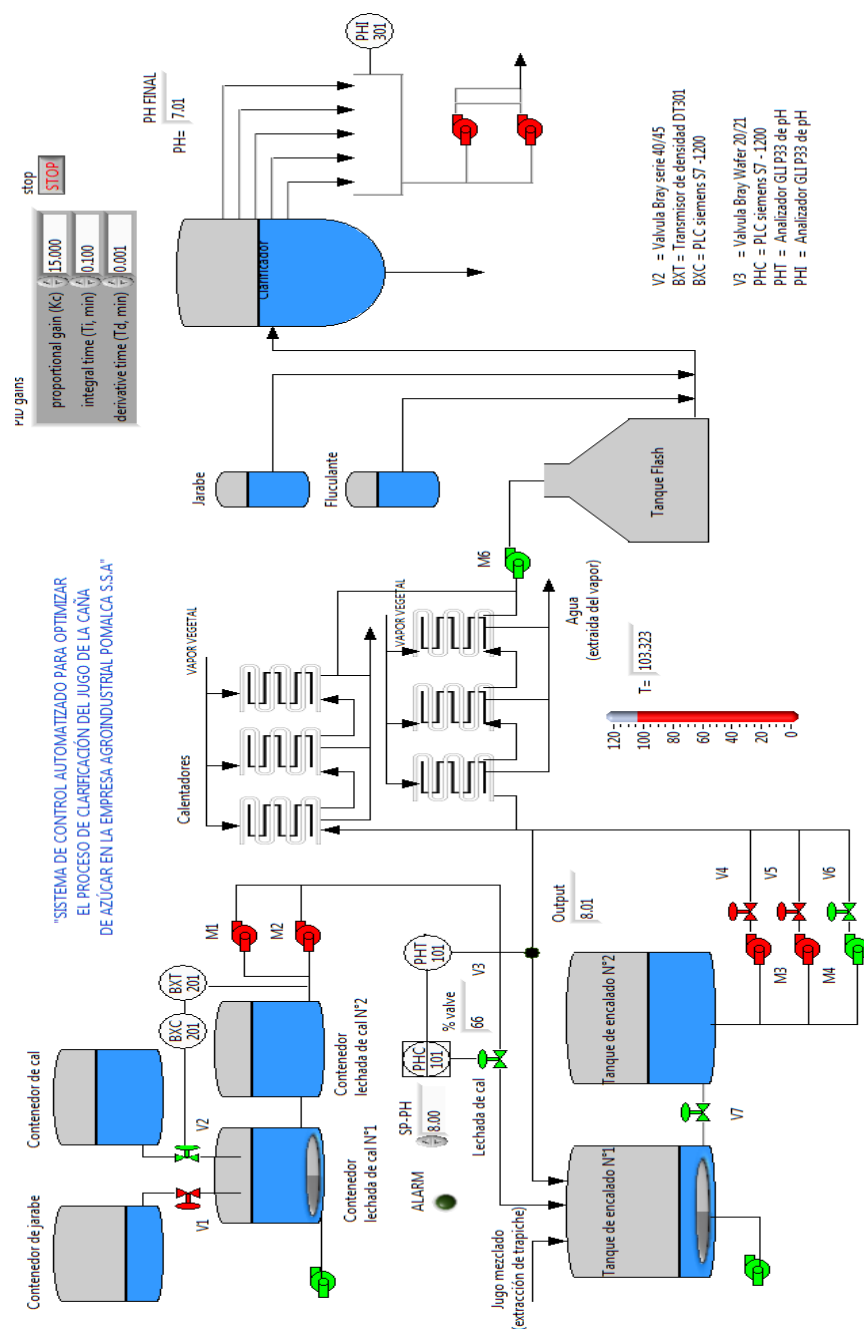 Contenedor de jarabe
Contenedor de cal
V1
V2
BXC
201
BXT
201
Contenedor
lechada de cal N°1
Contenedor
lechada de cal N°2
M1
M2
"SISTEMA DE CONTROL AUTOMATIZADO PARA OPTIMIZAR
EL PROCESO DE CLARIFICACIÓN DEL JUGO DE LA CAÑA
DE AZÚCAR EN LA EMPRESA AGROINDUSTRIAL POMALCA S.S.A"
PID gains
proportional gain (Kc)
15.000
integral time (Ti, min)
0.100
derivative time (Td, min)
0.001
stop
STOP
ALARM
SP-PH
8.00
PHC
101
PHT
101
% valve
66
V3
Lechada de cal
Calentadores
VAPOR VEGETAL
VAPOR VEGETAL
Jarabe
Fluculante
Clarificador
PH FINAL
PH=
7.01
PHI
301
Jugo mezclado
(extracción de trapiche)
Tanque de encalado N°1
V7
Tanque de encalado N°2
Output
8.01
M3
M4
V4
V5
V6
M6
Agua
(extraida del vapor)
T=
103.323
120
100
80
60
40
20
0
Tanque Flash
V2 = Valvula Bray serie 40/45
BXT = Transmisor de densidad DT301
BXC = PLC siemens S7 -1200
V3 = Valvula Bray Wafer 20/21
PHC = PLC siemens S7 -1200
PHT = Analizador GLI P33 de pH
PHI = Analizador GLI P33 de pH